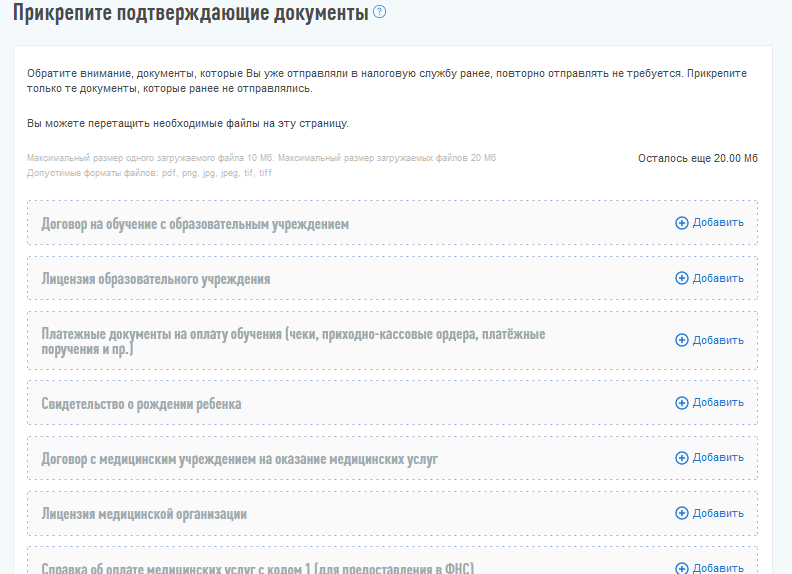 Прикрепите подтверждающие документы ?
Обратите внимание, документы, которые Вы уже отправляли в налоговую службу ранее, повторно отправлять не требуется. Прикрепите
только те документы, которые ранее не отправлялись.
Вы можете перетащить необходимые файлы на эту страницу.
Максимальный размер одного загружаемого файла 10 Мб. Максимальный размер загружаемых файлов 20 Мб
Осталось еще 20.00 Мб
Допустимые форматы файлов: pdf, png, jpg, jpeg, tif, tiff
Договор на обучение с образовательным учреждением
Добавить
Лицензия образовательного учреждения
Добавить
Платежные документы на оплату обучения (чеки, приходно-кассовые ордера, платёжные
поручения и пр.)
Добавить
Свидетельство о рождении ребенка
Добавить
Договор с медицинским учреждением на оказание медицинских услуг
Добавить
Лицензия медицинской организации
Добавить
Справка об оплате медицинских услуг с кодом 1 (для предоставления в ФНС)
Добавить